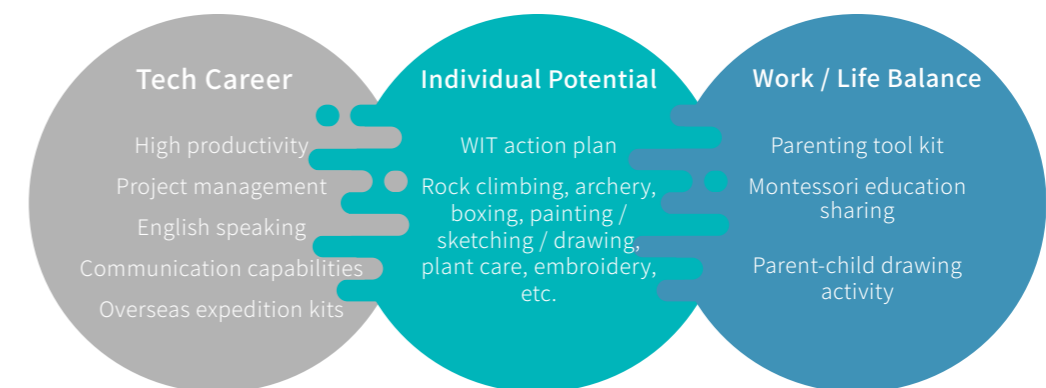 Tech Career
High productivity
Project management
English speaking
Communication capabilities
Overseas expedition kits
Individual Potential
WIT action plan
Rock climbing, archery,
boxing, painting /
sketching / drawing,
plant care, embroidery,
etc.
Work / Life Balance
Parenting tool kit
Montessori education
sharing
Parent-child drawing
activity